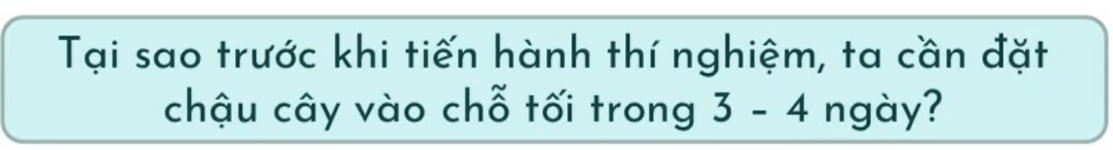 Tại sao trước khi tiến hành thí nghiệm, ta cần đặt
chậu cây vào chỗ tối trong 3 – 4 ngày?